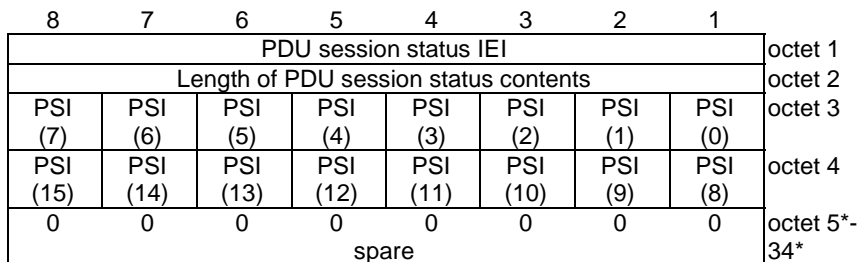 8 7 6 5 4 3 2 1
PDU session status IEI octet 1
Length of PDU session status contents octet 2
PSI PSI PSI PSI PSI PSI PSI PSI octet 3
(7) (6) (5) (4) (3) (2) (1) (0)
PSI PSI PSI PSI PSI PSI PSI PSI octet 4
(15) (14) (13) (12) (11) (10) (9) (8)
0 0 0 0 0 0 0 0 octet 5*-
spare 34*